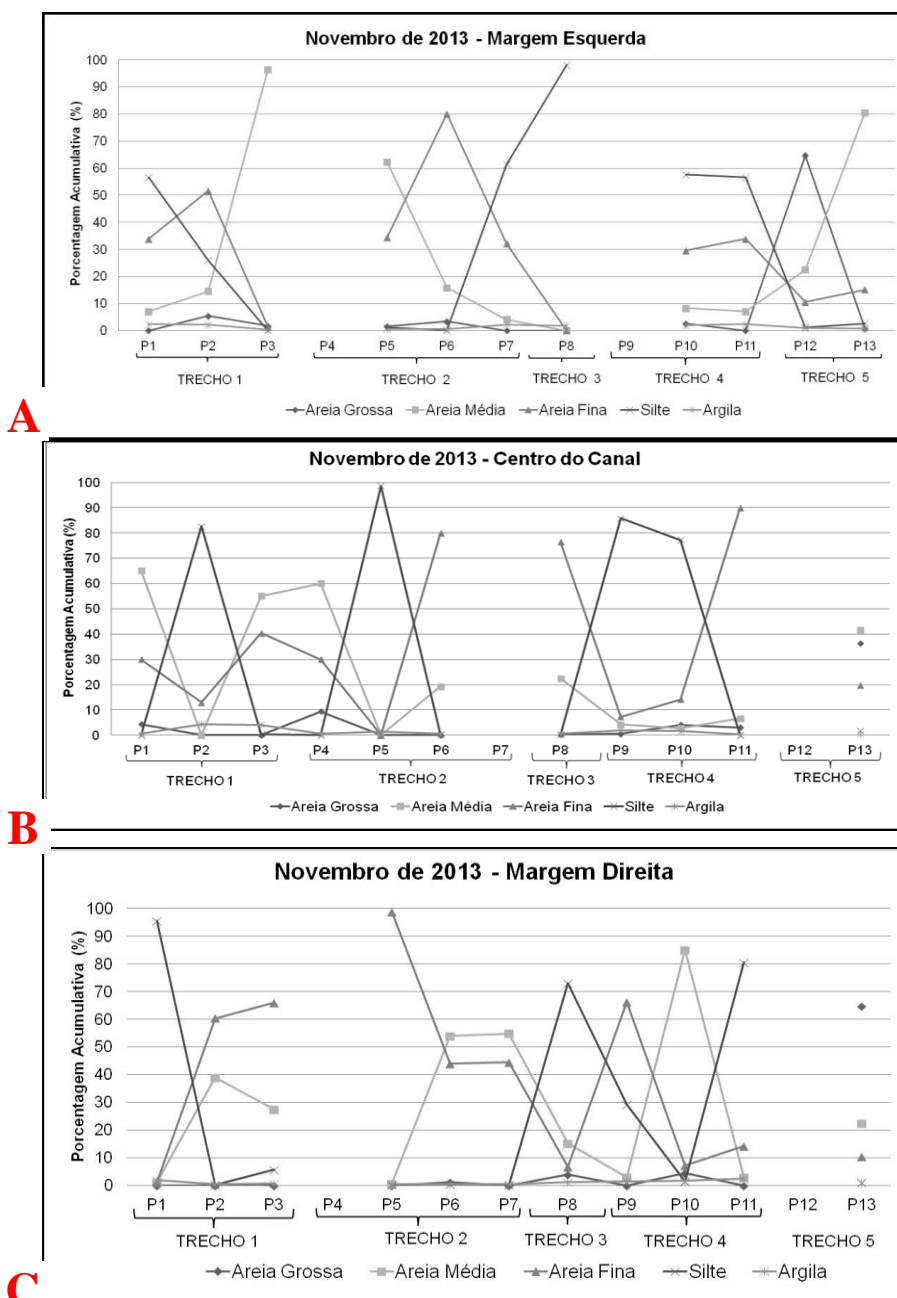 Novembro de 2013 - Margem Esquerda
Porcentagem Acumulativa (%)
100
90
80
70
60
50
40
30
20
10
0
P1 P2 P3 P4 P5 P6 P7 P8 P9 P10 P11 P12 P13
TRECHO 1 TRECHO 2 TRECHO 3 TRECHO 4 TRECHO 5
Areia Grossa Areia Média Areia Fina Silte Argila
A
Novembro de 2013 - Centro do Canal
Porcentagem Acumulativa (%)
100
90
80
70
60
50
40
30
20
10
0
P1 P2 P3 P4 P5 P6 P7 P8 P9 P10 P11 P12 P13
TRECHO 1 TRECHO 2 TRECHO 3 TRECHO 4 TRECHO 5
Areia Grossa Areia Média Areia Fina Silte Argila
B
Novembro de 2013 - Margem Direita
Porcentagem Acumulativa (%)
100
90
80
70
60
50
40
30
20
10
0
P1 P2 P3 P4 P5 P6 P7 P8 P9 P10 P11 P12 P13
TRECHO 1 TRECHO 2 TRECHO 3 TRECHO 4 TRECHO 5
Areia Grossa Areia Média Areia Fina Silte Argila
C